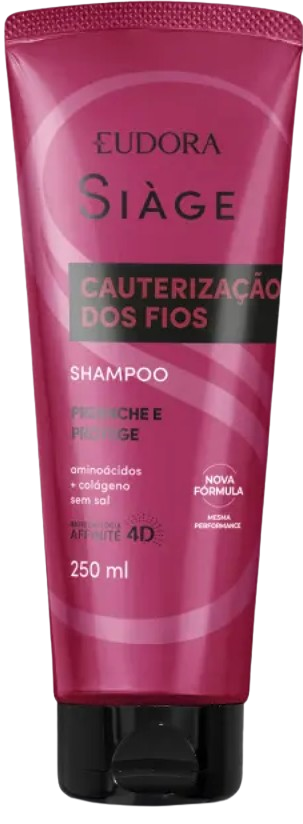 EUDORA
SIÀGE
CAUTERIZAÇÃO
DOS FIOS
SHAMPOO
PREENCHE E
PROTEGE
aminoácidos
+ colágeno
sem sal
NOVA
FÓRMULA
MESMA
PERFORMANCE
AFFINITÉ 4D
250 ml